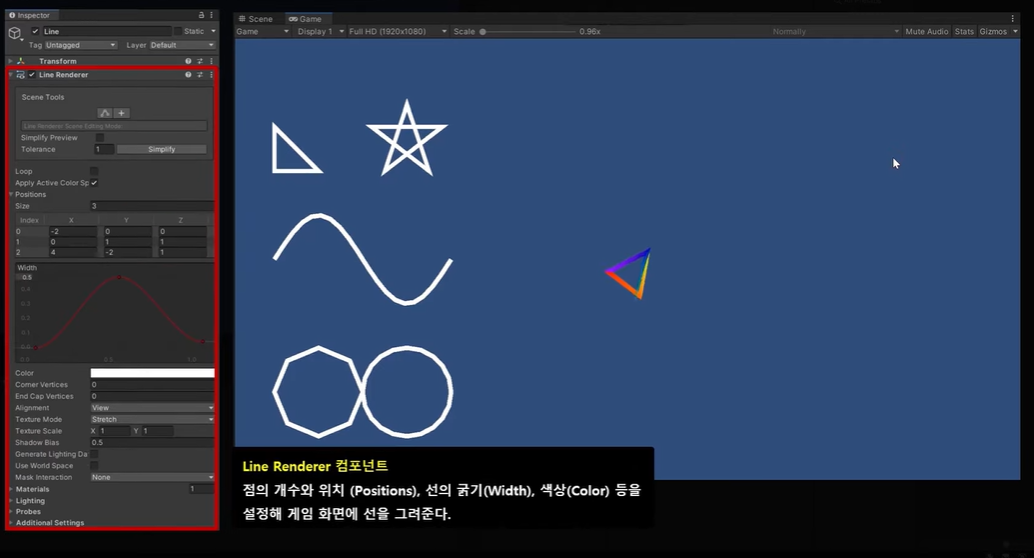 Inspector
Line
Static
Tag Untagged
Layer Default
Transform
Line Renderer
Scene Tools
Line Renderer Scene Editing Mode:
Simplify Preview
Tolerance 1 Simplify
Loop
Apply Active Color Sp
Positions
Size 3
Index X Y Z
0 -2 0 0
1 0 1 1
2 4 -2 1
Width
0.5
0.4
0.3
0.2
0.1
0.0
0.0 0.5 1.0
Color
Corner Vertices 0
End Cap Vertices 0
Alignment View
Texture Mode Stretch
Texture Scale X 1 Y 1
Shadow Bias 0.5
Generate Lighting Da
Use World Space
Mask Interaction None
Materials 1
Lighting
Probes
Additional Settings
Scene Game
Game Display 1 Full HD (1920x1080) Scale 0.96x Normally Mute Audio Stats Gizmos
Line Renderer 컴포넌트
점의 개수와 위치 (Positions), 선의 굵기(Width), 색상(Color) 등을
설정해 게임 화면에 선을 그려준다.